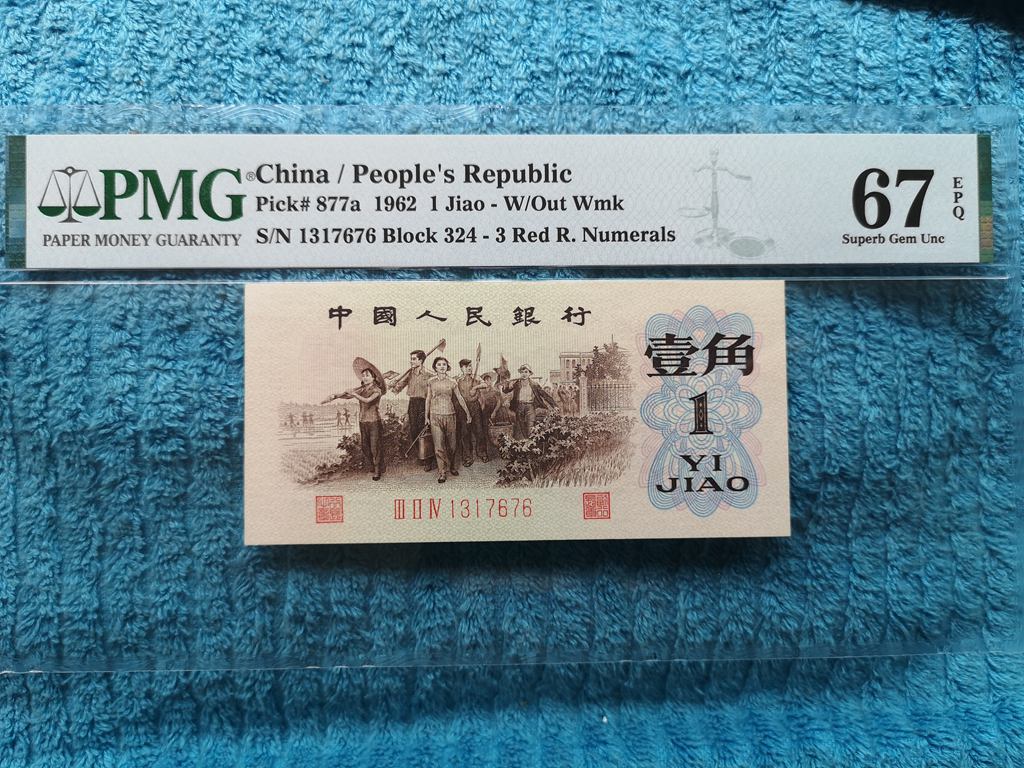 PMG®
PAPER MONEY GUARANTY
China / People's Republic
Pick# 877a 1962 1 Jiao - W/Out Wmk
S/N 1317676 Block 324 - 3 Red R. Numerals
67
EPQ
Superb Gem Unc
中國人民銀行
壹角
1
YI
JIAO
III II IV 1317676